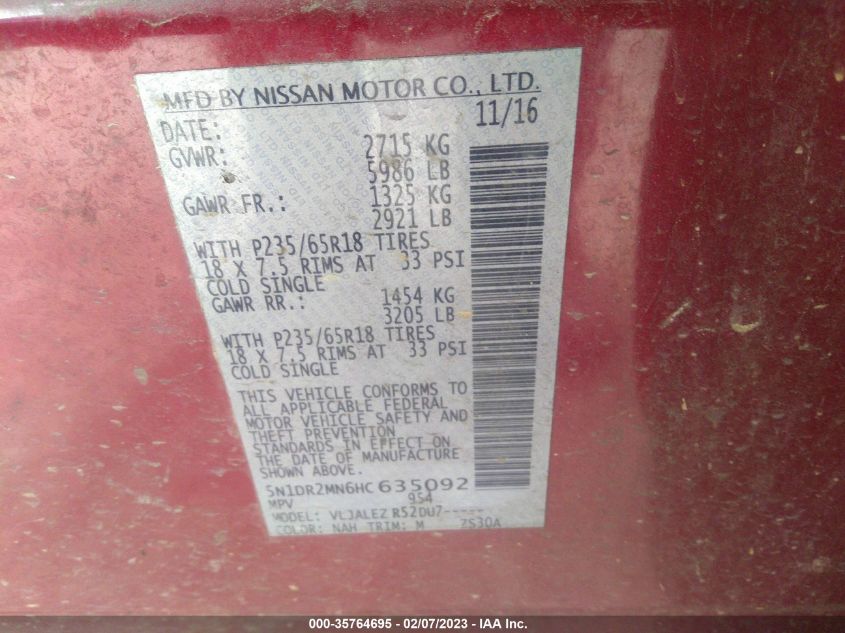 MFD BY NISSAN MOTOR CO., LTD.
DATE: 11/16
GVWR: 2715 KG
5986 LB
GAWR FR.: 1325 KG
2921 LB
WITH P235/65R18 TIRES
18 X 7.5 RIMS AT 33 PSI
COLD SINGLE
GAWR RR.: 1454 KG
3205 LB
WITH P235/65R18 TIRES
18 X 7.5 RIMS AT 33 PSI
COLD SINGLE
THIS VEHICLE CONFORMS TO
ALL APPLICABLE FEDERAL
MOTOR VEHICLE SAFETY AND
THEFT PREVENTION
STANDARDS IN EFFECT ON
THE DATE OF MANUFACTURE
SHOWN ABOVE.
5N1DR2MN6HC 635092
MPV 954
MODEL: VLJALEZ R52DU7-----
COLOR: NAH TRIM: M ZS30A
000-35764695 - 02/07/2023 - IAA Inc.